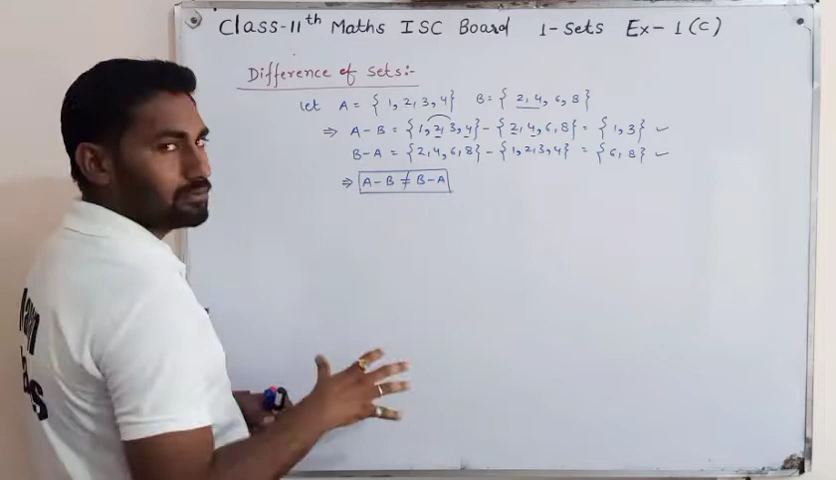 Class-11th Maths ISC Board 1-Sets Ex-1(C)
Difference of Sets:-
let A = {1, 2, 3, 4} B = {2, 4, 6, 8}
⇒ A-B = {1, 2, 3, 4} - {2, 4, 6, 8} = {1, 3} ✓
B-A = {2, 4, 6, 8} - {1, 2, 3, 4} = {6, 8} ✓
⇒ A-B ≠ B-A